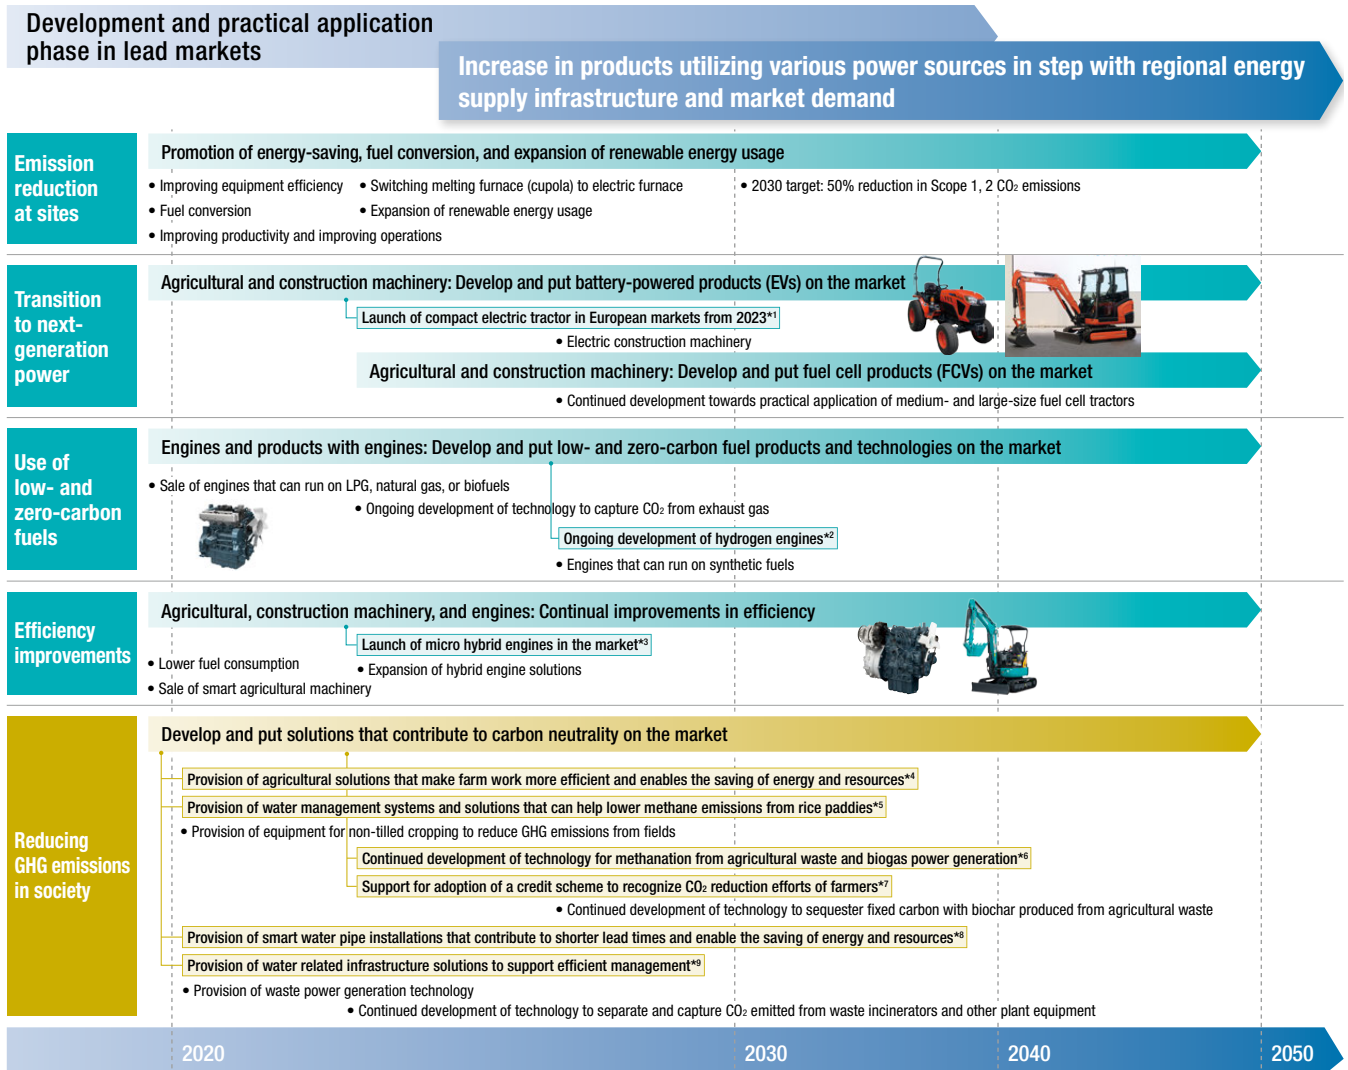 Development and practical application
phase in lead markets
Increase in products utilizing various power sources in step with regional energy
supply infrastructure and market demand
Emission
reduction
at sites
Promotion of energy-saving, fuel conversion, and expansion of renewable energy usage
• Improving equipment efficiency
• Switching melting furnace (cupola) to electric furnace
• 2030 target: 50% reduction in Scope 1, 2 CO₂ emissions
• Fuel conversion
• Expansion of renewable energy usage
• Improving productivity and improving operations
Transition
to next-
generation
power
Agricultural and construction machinery: Develop and put battery-powered products (EVs) on the market
Launch of compact electric tractor in European markets from 2023*1
• Electric construction machinery
Agricultural and construction machinery: Develop and put fuel cell products (FCVs) on the market
• Continued development towards practical application of medium- and large-size fuel cell tractors
Use of
low- and
zero-carbon
fuels
Engines and products with engines: Develop and put low- and zero-carbon fuel products and technologies on the market
• Sale of engines that can run on LPG, natural gas, or biofuels
• Ongoing development of technology to capture CO₂ from exhaust gas
Ongoing development of hydrogen engines*2
• Engines that can run on synthetic fuels
Efficiency
improvements
Agricultural, construction machinery, and engines: Continual improvements in efficiency
Launch of micro hybrid engines in the market*3
• Lower fuel consumption
• Expansion of hybrid engine solutions
• Sale of smart agricultural machinery
Reducing
GHG emissions
in society
Develop and put solutions that contribute to carbon neutrality on the market
Provision of agricultural solutions that make farm work more efficient and enables the saving of energy and resources*4
Provision of water management systems and solutions that can help lower methane emissions from rice paddies*5
• Provision of equipment for non-tilled cropping to reduce GHG emissions from fields
Continued development of technology for methanation from agricultural waste and biogas power generation*6
Support for adoption of a credit scheme to recognize CO₂ reduction efforts of farmers*7
• Continued development of technology to sequester fixed carbon with biochar produced from agricultural waste
Provision of smart water pipe installations that contribute to shorter lead times and enable the saving of energy and resources*8
Provision of water related infrastructure solutions to support efficient management*9
• Provision of waste power generation technology
• Continued development of technology to separate and capture CO₂ emitted from waste incinerators and other plant equipment
2020
2030
2040
2050